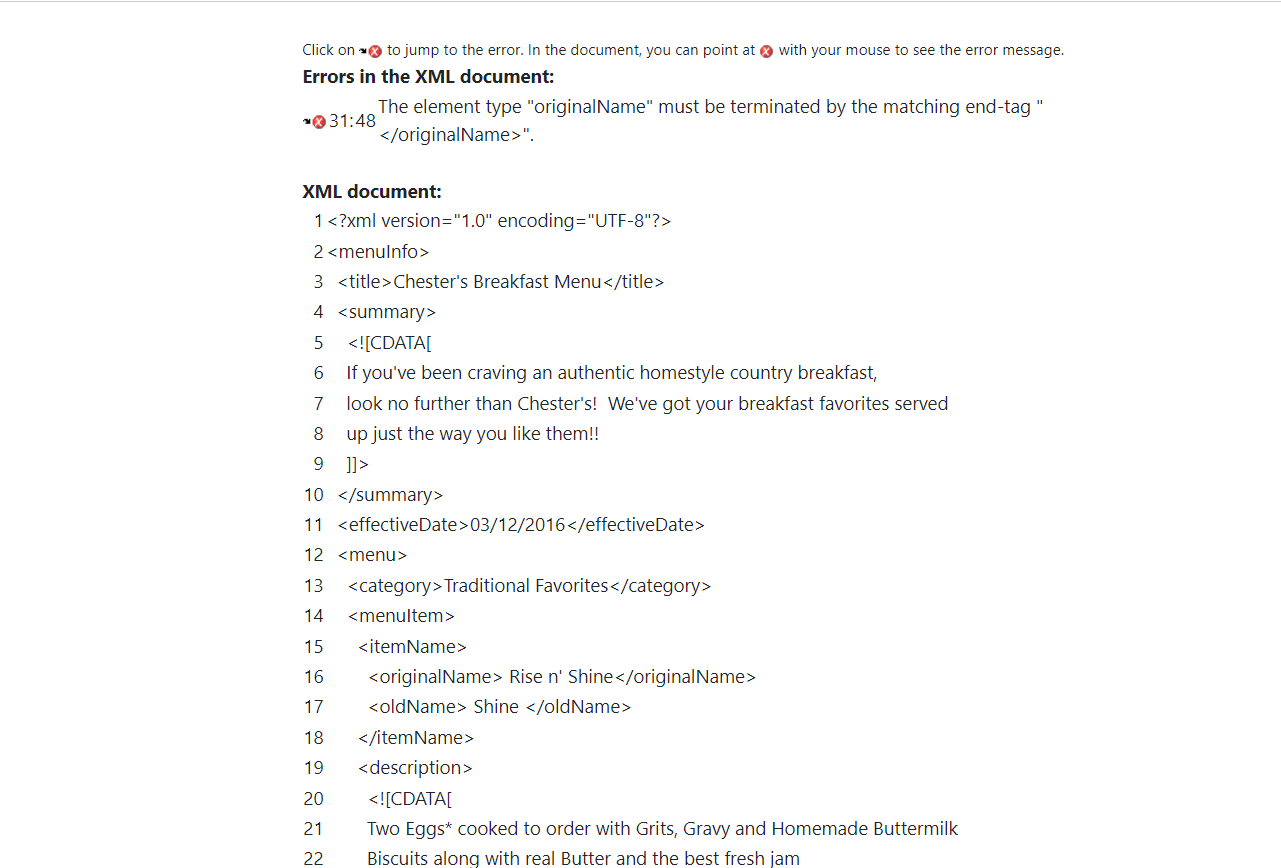 Click on to jump to the error. In the document, you can point at with your mouse to see the error message.
Errors in the XML document:
31:48 The element type "originalName" must be terminated by the matching end-tag "
</originalName>".
XML document:
1 <?xml version="1.0" encoding="UTF-8"?>
2 <menuInfo>
3 <title>Chester's Breakfast Menu</title>
4 <summary>
5 <![CDATA[
6 If you've been craving an authentic homestyle country breakfast,
7 look no further than Chester's!  We've got your breakfast favorites served
8 up just the way you like them!!
9 ]]>
10 </summary>
11 <effectiveDate>03/12/2016</effectiveDate>
12 <menu>
13 <category>Traditional Favorites</category>
14 <menuItem>
15 <itemName>
16 <originalName> Rise n' Shine</originalName>
17 <oldName> Shine </oldName>
18 </itemName>
19 <description>
20 <![CDATA[
21 Two Eggs* cooked to order with Grits, Gravy and Homemade Buttermilk
22 Biscuits along with real Butter and the best fresh jam